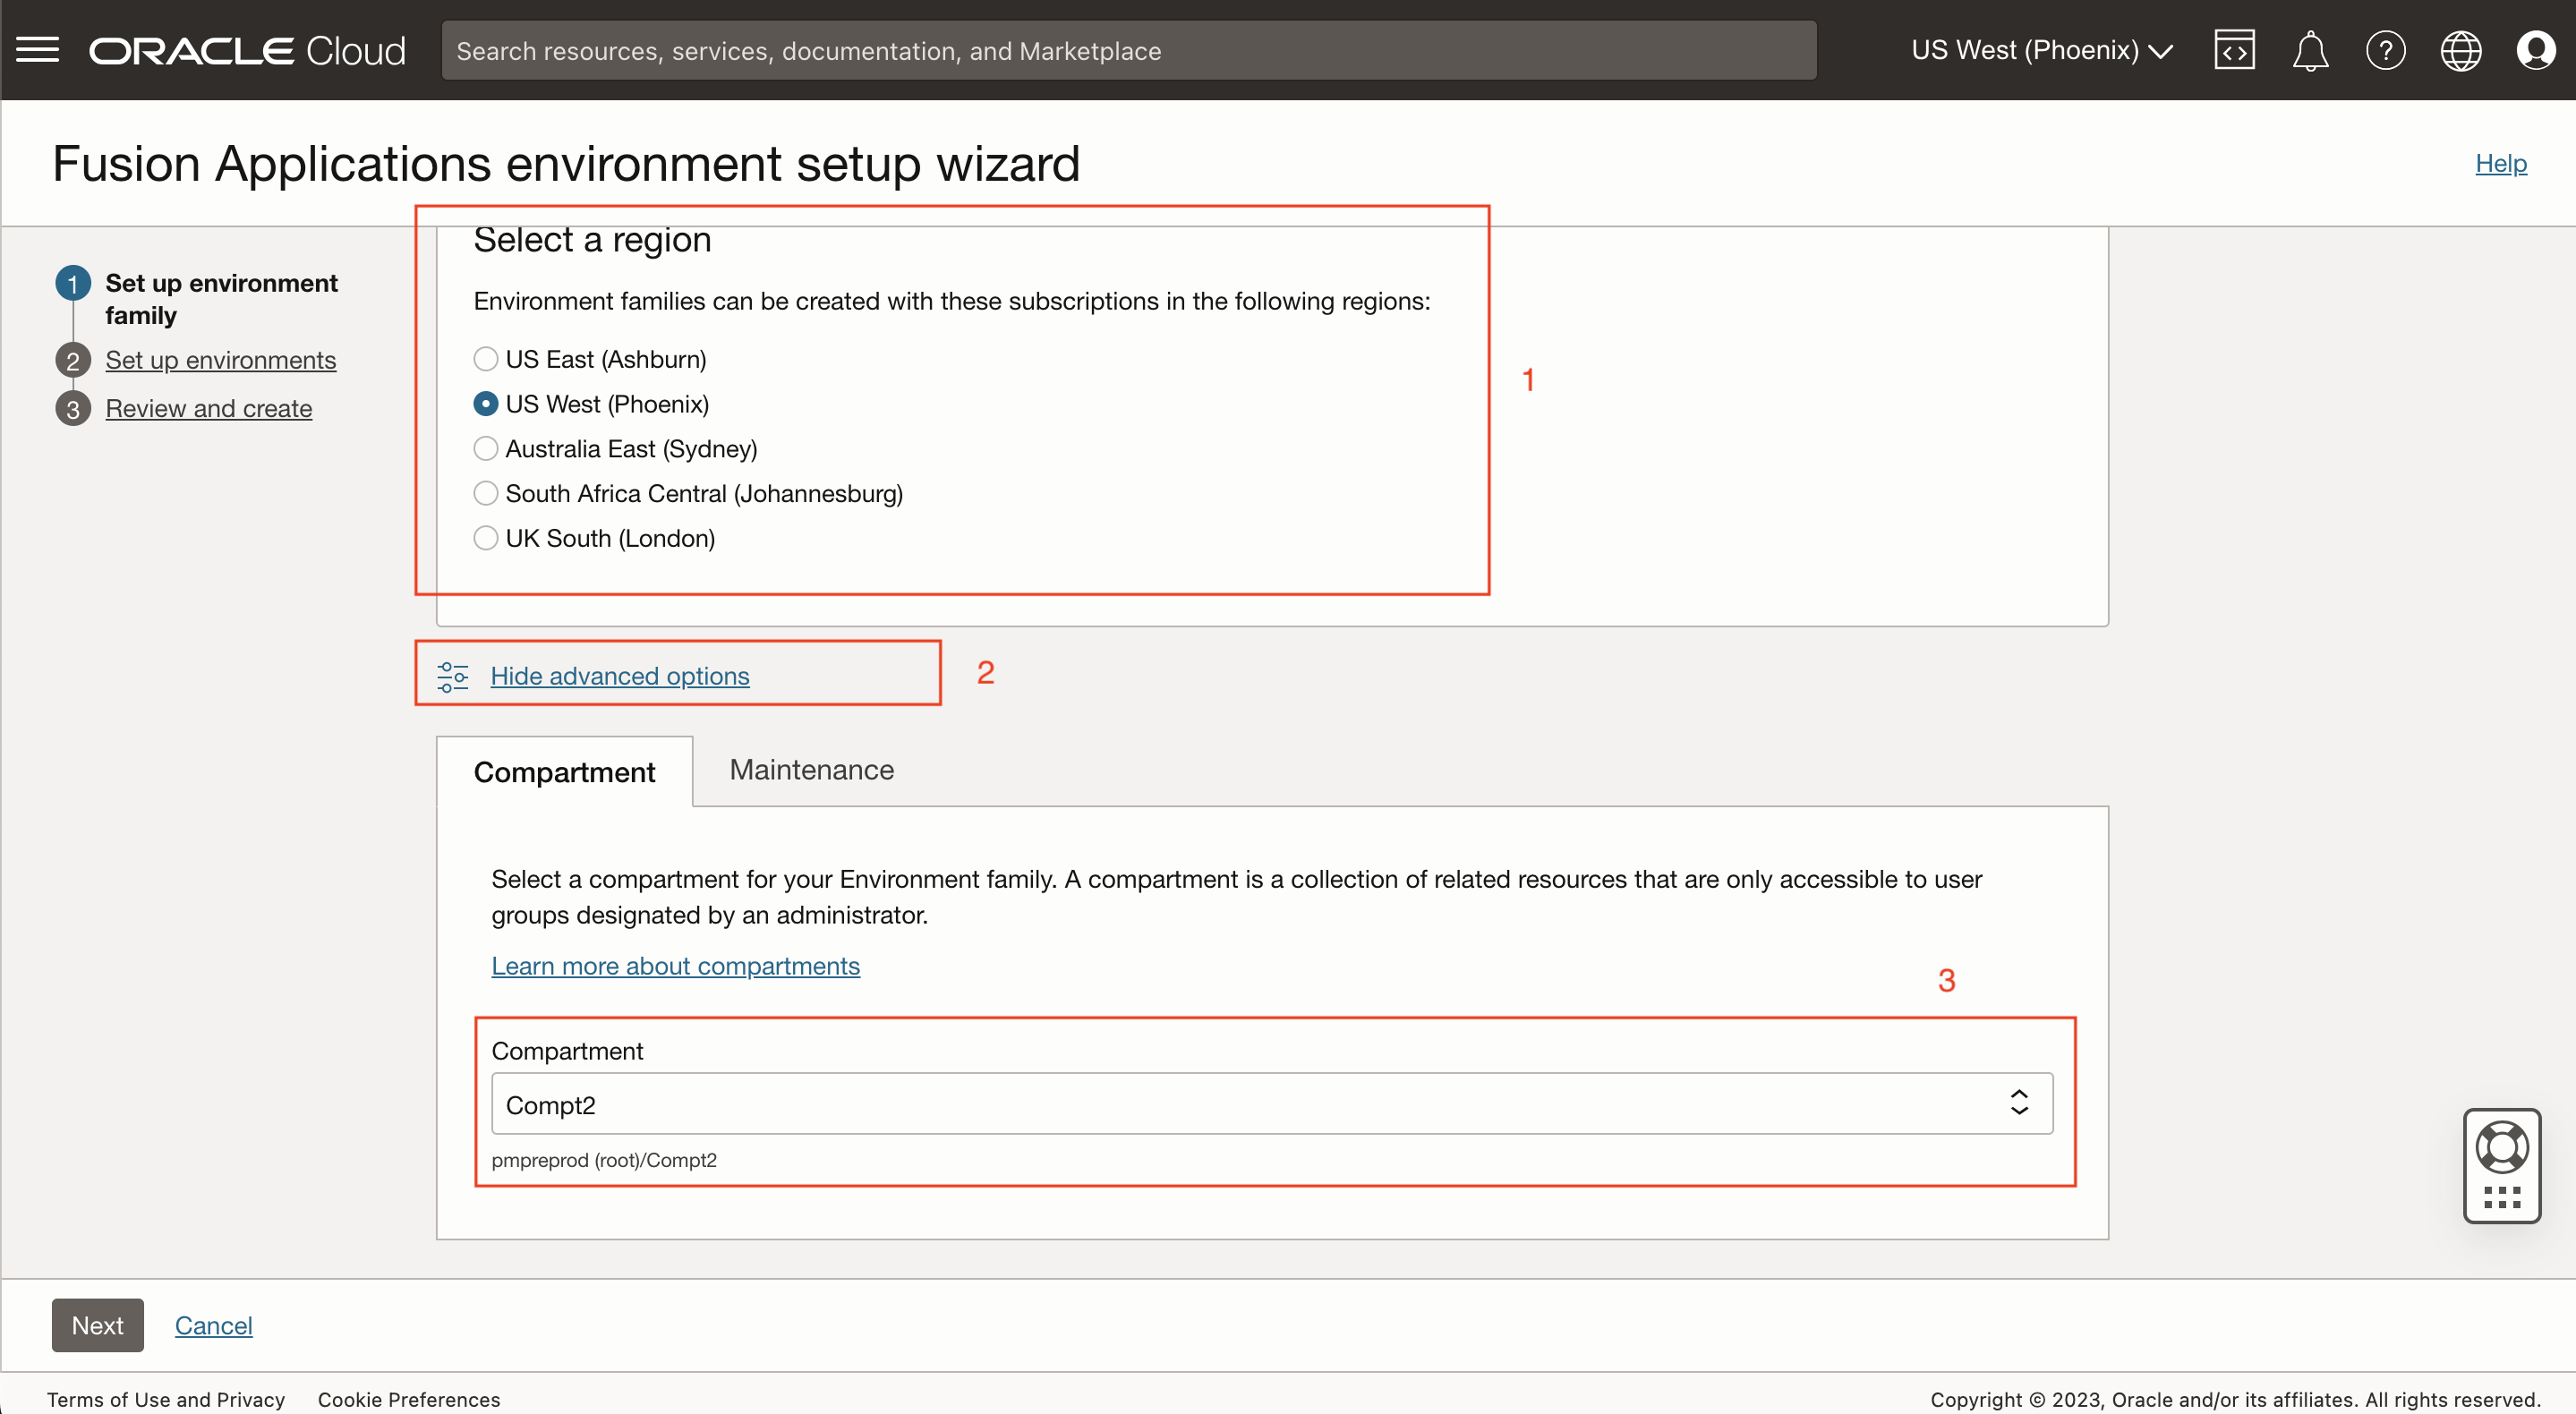 ORACLE Cloud
Search resources, services, documentation, and Marketplace
US West (Phoenix)
Fusion Applications environment setup wizard
Help
1 Set up environment
family
2 Set up environments
3 Review and create
Select a region
Environment families can be created with these subscriptions in the following regions:
US East (Ashburn)
1
US West (Phoenix)
Australia East (Sydney)
South Africa Central (Johannesburg)
UK South (London)
Hide advanced options
2
Compartment
Maintenance
Select a compartment for your Environment family. A compartment is a collection of related resources that are only accessible to user
groups designated by an administrator.
Learn more about compartments
3
Compartment
Compt2
pmpreprod (root)/Compt2
Next
Cancel
Terms of Use and Privacy
Cookie Preferences
Copyright © 2023, Oracle and/or its affiliates. All rights reserved.